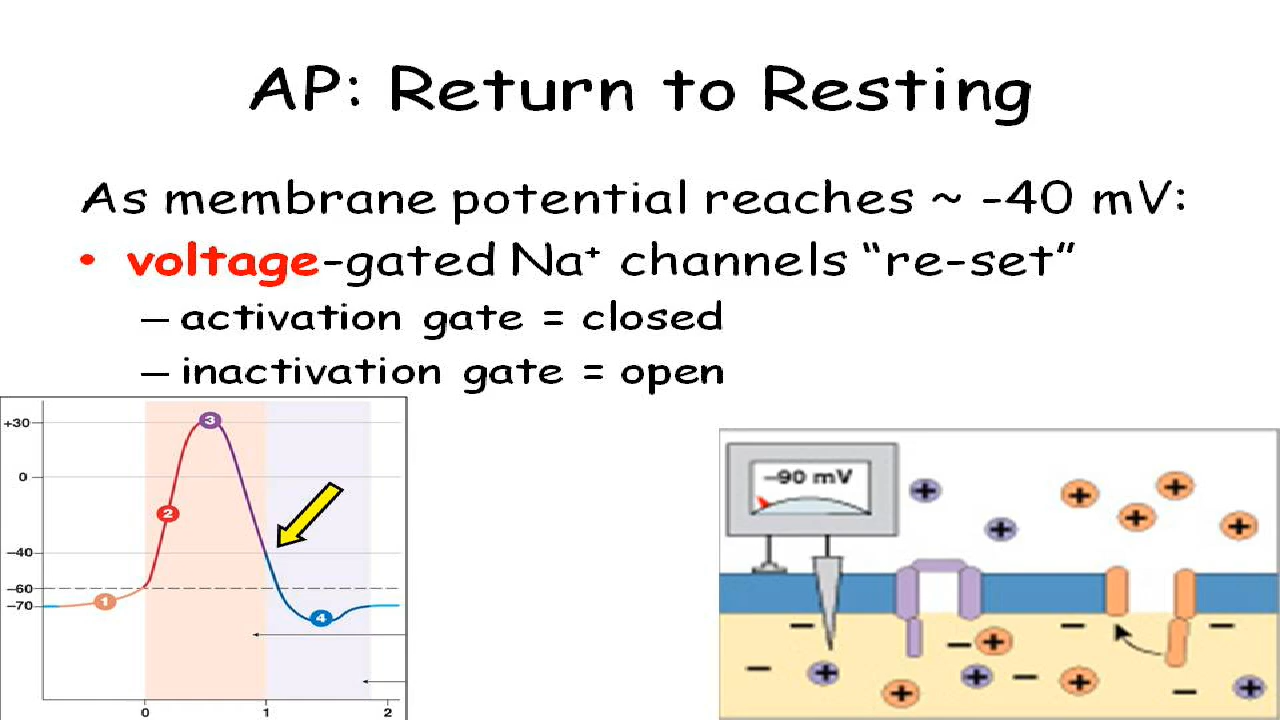 AP: Return to Resting
As membrane potential reaches ~ -40 mV:
• voltage-gated Na⁺ channels “re-set”
– activation gate = closed
– inactivation gate = open
+30
0
–40
–60
–70
1
2
3
4
0
1
2
–90 mV